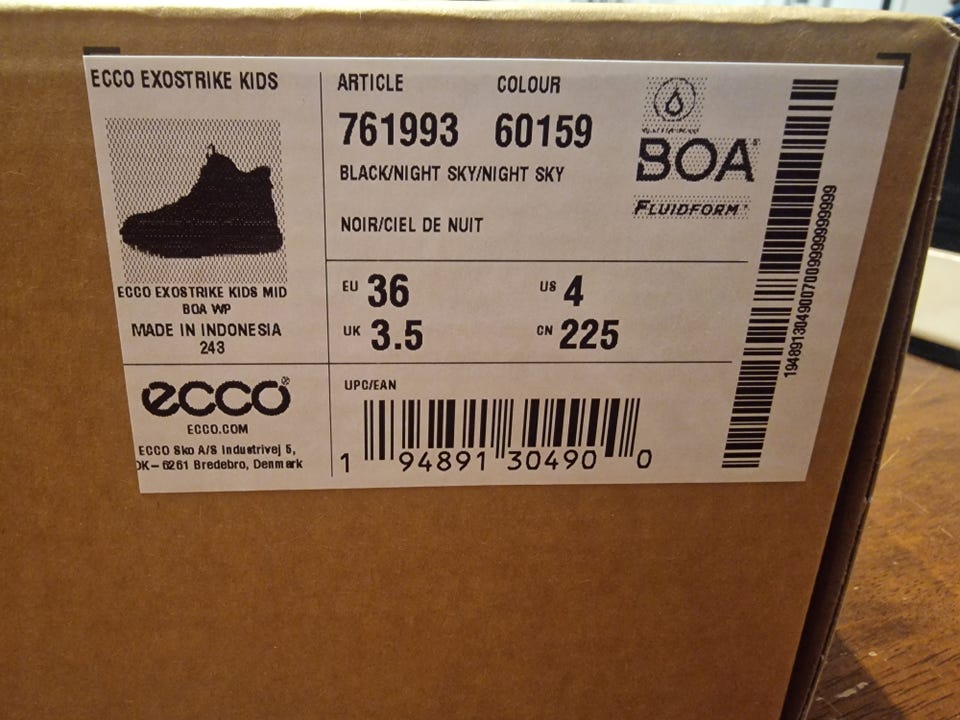 ECCO EXOSTRIKE KIDS
ECCO EXOSTRIKE KIDS MID
BOA WP
MADE IN INDONESIA
243
ecco®
ECCO.COM
ECCO Sko A/S Industrivej 5,
DK-6261 Bredebro, Denmark
ARTICLE COLOUR
761993 60159
BLACK/NIGHT SKY/NIGHT SKY
NOIR/CIEL DE NUIT
EU 36 US 4
UK 3.5 CN 225
UPC/EAN
1 94891 30490 0
BOA
FLUIDFORM™
1948913049007009999999999